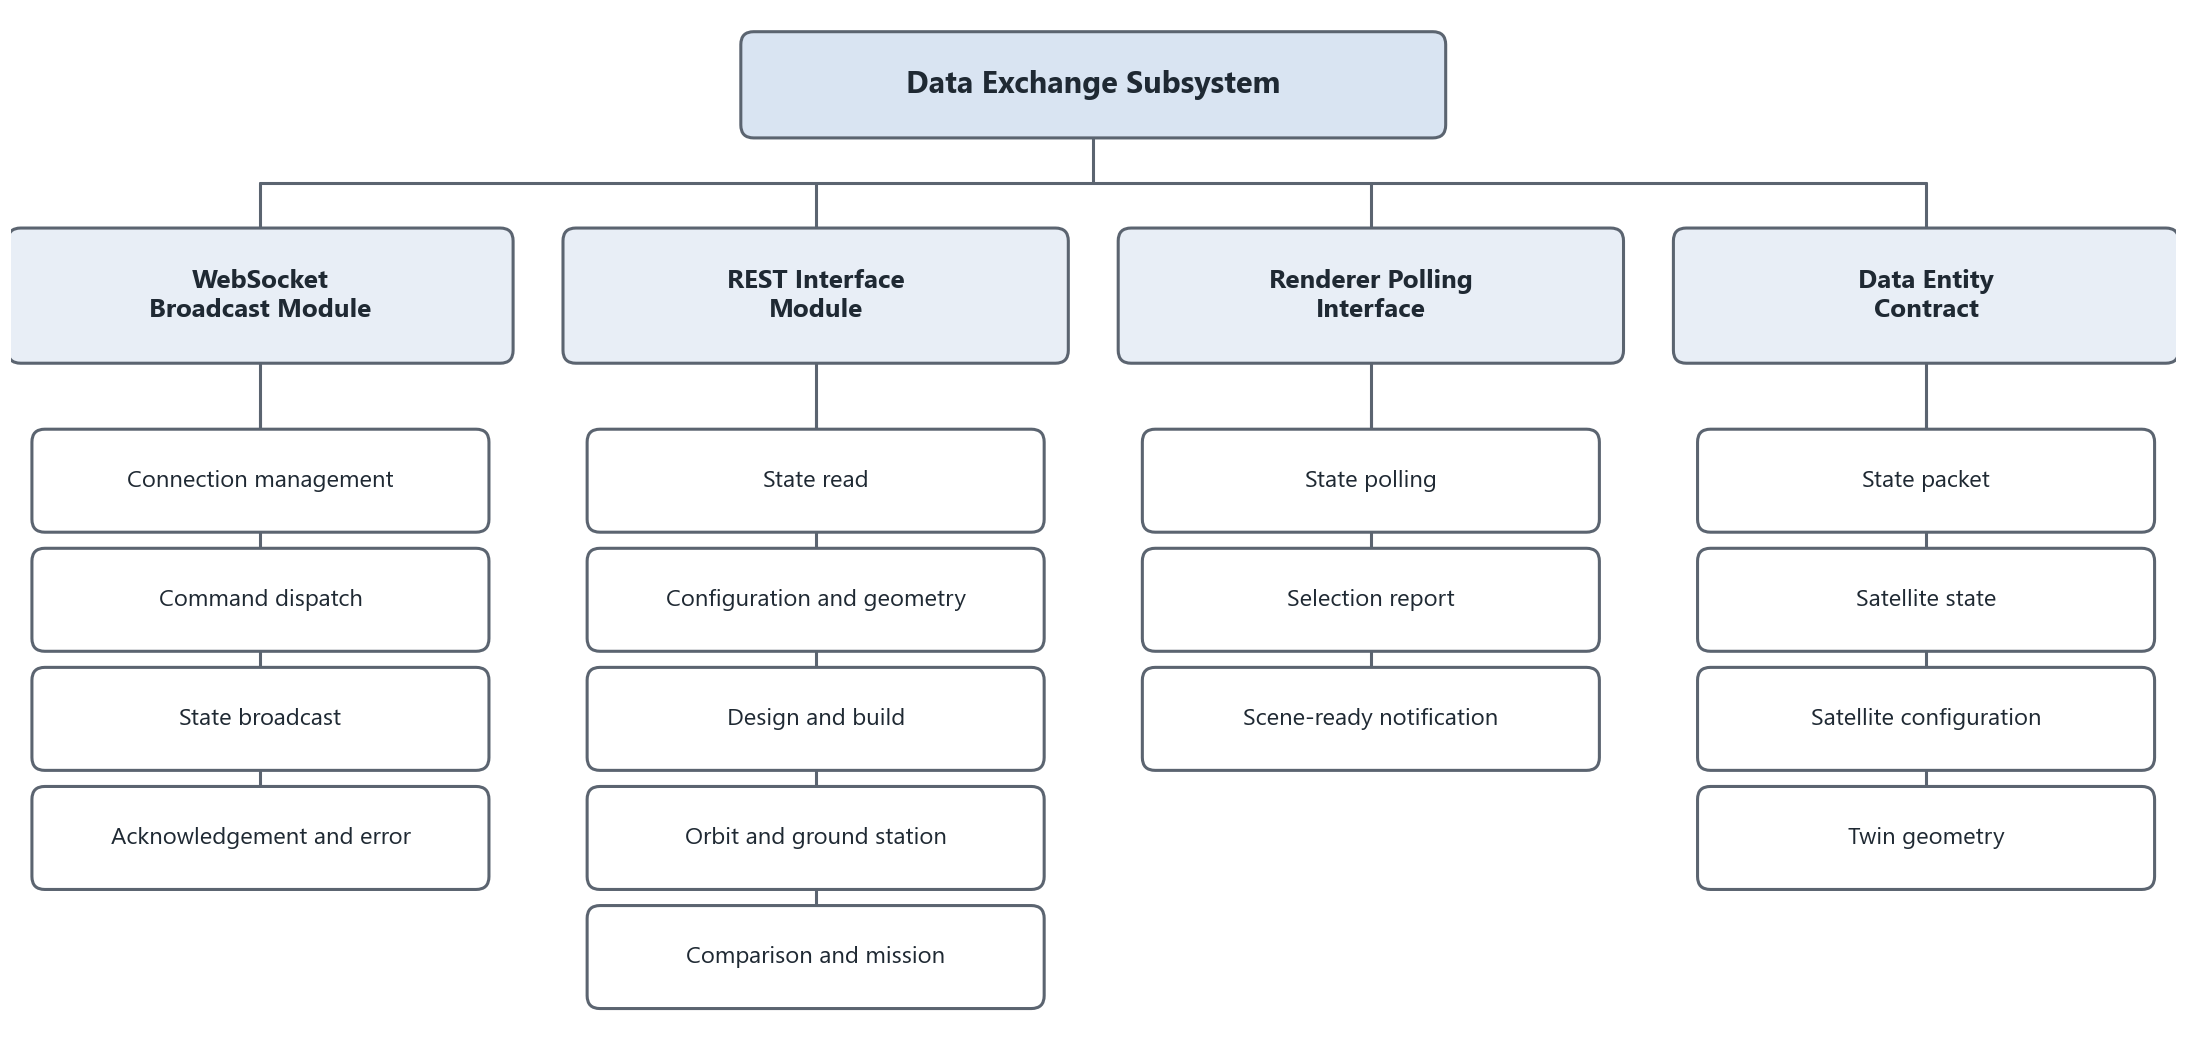 Data Exchange Subsystem
WebSocket
Broadcast Module
REST Interface
Module
Renderer Polling
Interface
Data Entity
Contract
Connection management
Command dispatch
State broadcast
Acknowledgement and error
State read
Configuration and geometry
Design and build
Orbit and ground station
Comparison and mission
State polling
Selection report
Scene-ready notification
State packet
Satellite state
Satellite configuration
Twin geometry